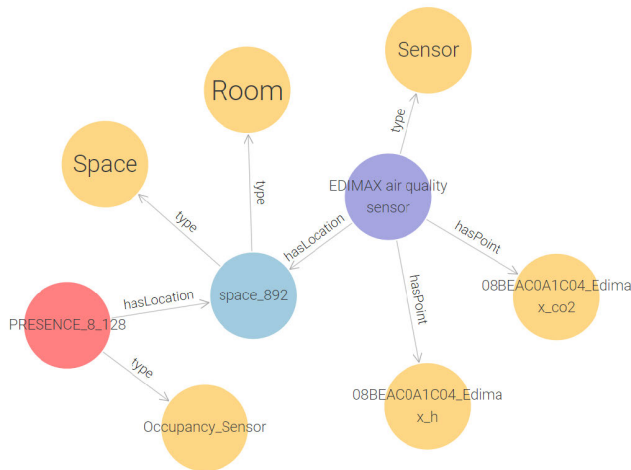 Sensor
Room
type
Space
type
EDIMAX air quality
sensor
type
hasLocation
hasPoint
hasLocation
space_892
08BEAC0A1C04_Edima
x_co2
PRESENCE_8_128
hasPoint
type
08BEAC0A1C04_Edima
x_h
Occupancy_Sensor